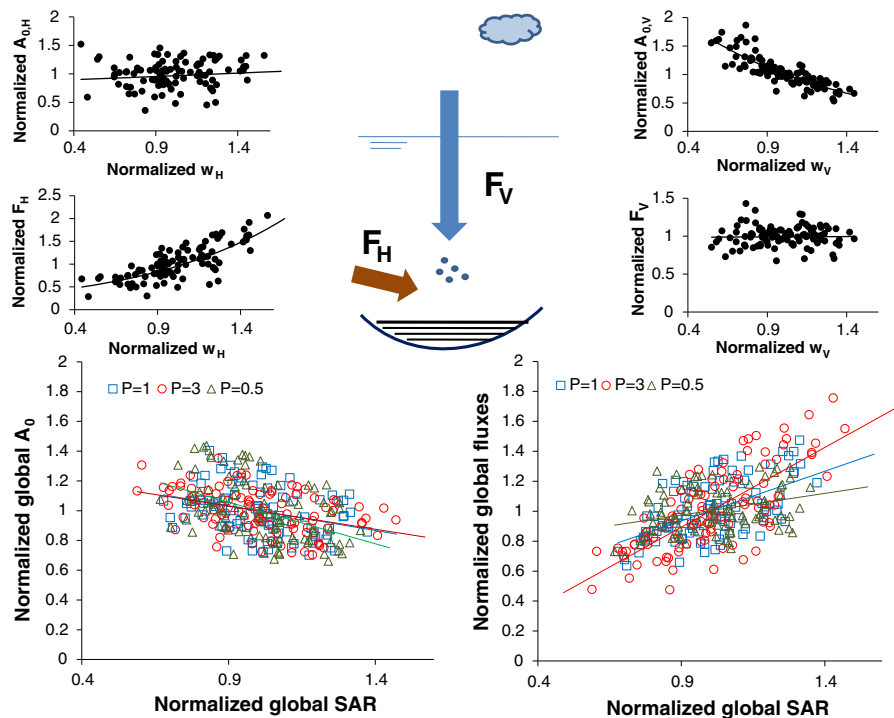 Normalized A0,H
2
1.5
1
0.5
0
0.4 0.9 1.4
Normalized wH
Normalized FH
2.5
2
1.5
1
0.5
0
0.4 0.9 1.4
Normalized wH
FV
FH
Normalized A0,V
2
1.5
1
0.5
0
0.4 0.9 1.4
Normalized wV
Normalized FV
1.5
1
0.5
0
0.4 0.9 1.4
Normalized wV
Normalized global A0
2
1.8
1.6
1.4
1.2
1
0.8
0.6
0.4
0.2
0
P=1 P=3 P=0.5
0.4 0.9 1.4
Normalized global SAR
Normalized global fluxes
2
1.8
1.6
1.4
1.2
1
0.8
0.6
0.4
0.2
0
P=1 P=3 P=0.5
0.4 0.9 1.4
Normalized global SAR